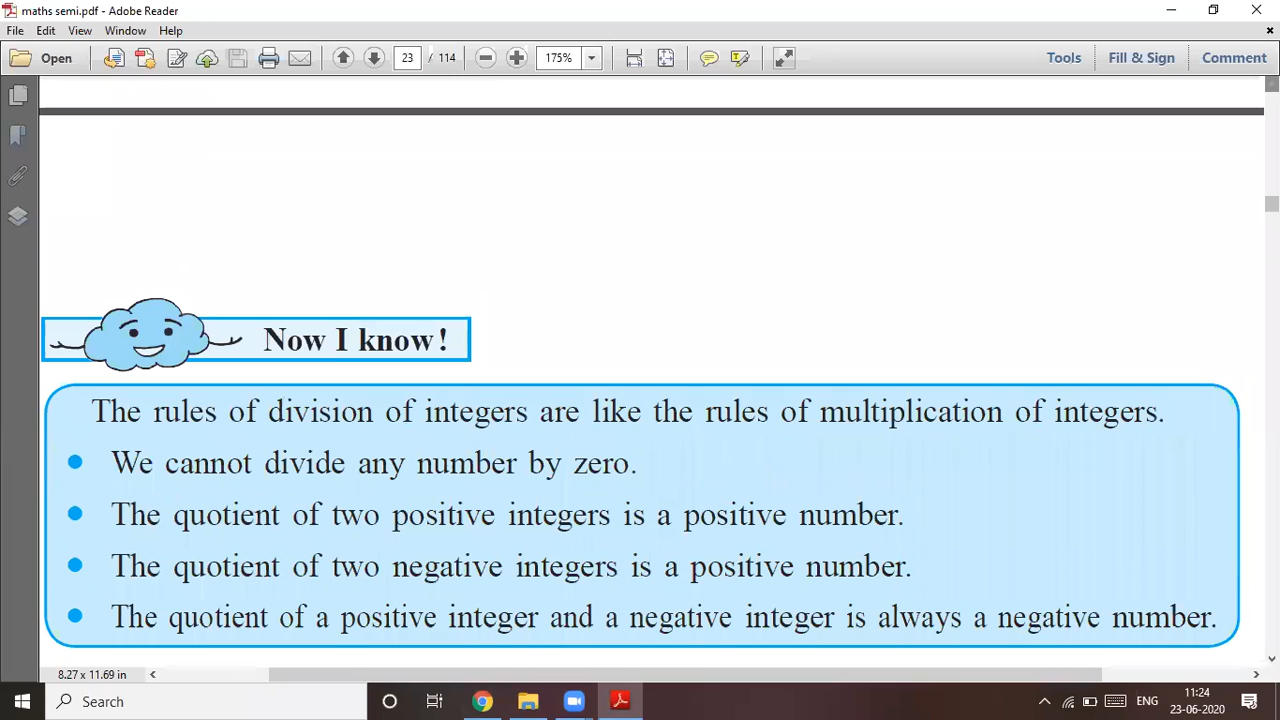 maths semi.pdf - Adobe Reader
File Edit View Window Help
Open 23 / 114 175% Tools Fill & Sign Comment
Now I know!
The rules of division of integers are like the rules of multiplication of integers.
We cannot divide any number by zero.
The quotient of two positive integers is a positive number.
The quotient of two negative integers is a positive number.
The quotient of a positive integer and a negative integer is always a negative number.
8.27 x 11.69 in
Search
ENG
11:24
23-06-2020